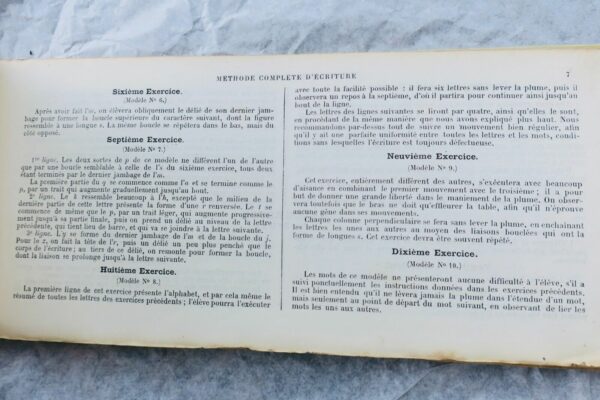 MÉTHODE COMPLÈTE D'ÉCRITURE
7
Sixième Exercice.
(Modèle No 6.)
Après avoir fait l'm, on élèvera obliquement le délié de son dernier jam-
bage pour former la boucle supérieure du caractère suivant, dont la figure
ressemble à une longue s. La même boucle se répétera dans le bas, mais du
côté opposé.
Septième Exercice.
(Modèle No 7.)
1re ligne. Les deux sortes de p de ce modèle ne diffèrent l'un de l'autre
que par une boucle semblable à celle de l'f du sixième exercice, tous deux
étant terminés par le dernier jambage de l'm.
La première partie du q se commence comme l'a et se termine comme le
p, par un trait qui augmente graduellement jusqu'au bout.
2e ligne. Le k ressemble beaucoup à l'h, excepté que le milieu de la
dernière partie de cette lettre présente la forme d'une c renversée. Le t se
commence de même que le p, par un trait léger, qui augmente progressive-
ment jusqu'à sa partie finale, puis on prend un délié au niveau de la lettre
précédente, qui tient lieu de barre, et qui va se joindre à la lettre suivante.
3e ligne. L'y se forme du dernier jambage de l'm et de la boucle du j.
Pour le z, on fait la tête de l'r, puis un délié un peu plus penché que le
corps de l'écriture; au tiers de ce délié, on remonte pour former la boucle,
dont la liaison se prolonge jusqu'à la lettre suivante.
Huitième Exercice.
(Modèle No 8.)
La première ligne de cet exercice présente l'alphabet, et par cela même le
résumé de toutes les lettres des exercices précédents; l'élève pourra l'exécuter
avec toute la facilité possible : il fera six lettres sans lever la plume, puis il
observera un repos à la septième, d'où il partira pour continuer ainsi jusqu'au
bout de la ligne.
Les lettres des lignes suivantes se liront par quatre, ainsi qu'elles le sont,
en procédant de la même manière que nous avons expliqué plus haut. Nous
recommandons par-dessus tout de suivre un mouvement bien régulier, afin
qu'il y ait une parfaite uniformité entre toutes les lettres et les mots, condi-
tions sans lesquelles l'écriture est toujours défectueuse.
Neuvième Exercice.
(Modèle No 9.)
Cet exercice, entièrement différent des autres, s'exécutera avec beaucoup
d'aisance en combinant le premier mouvement avec le troisième; il a pour
but de donner une grande liberté dans le maniement de la plume. On obser-
vera toutefois que le bras ne doit qu'effleurer la table, afin qu'il n'éprouve
aucune gêne dans ses mouvements.
Chaque colonne perpendiculaire se fera sans lever la plume, en enchaînant
les lettres les unes aux autres au moyen des liaisons bouclées qui ont la
forme de longues s. Cet exercice devra être souvent répété.
Dixième Exercice.
(Modèle No 10.)
Les mots de ce modèle ne présenteront aucune difficulté à l'élève, s'il a
suivi ponctuellement les instructions données dans les exercices précédents.
Il est bien entendu qu'il ne lèvera jamais la plume dans l'étendue d'un mot,
mais seulement au point de départ du mot suivant, en observant de lier les
mots les uns aux autres.